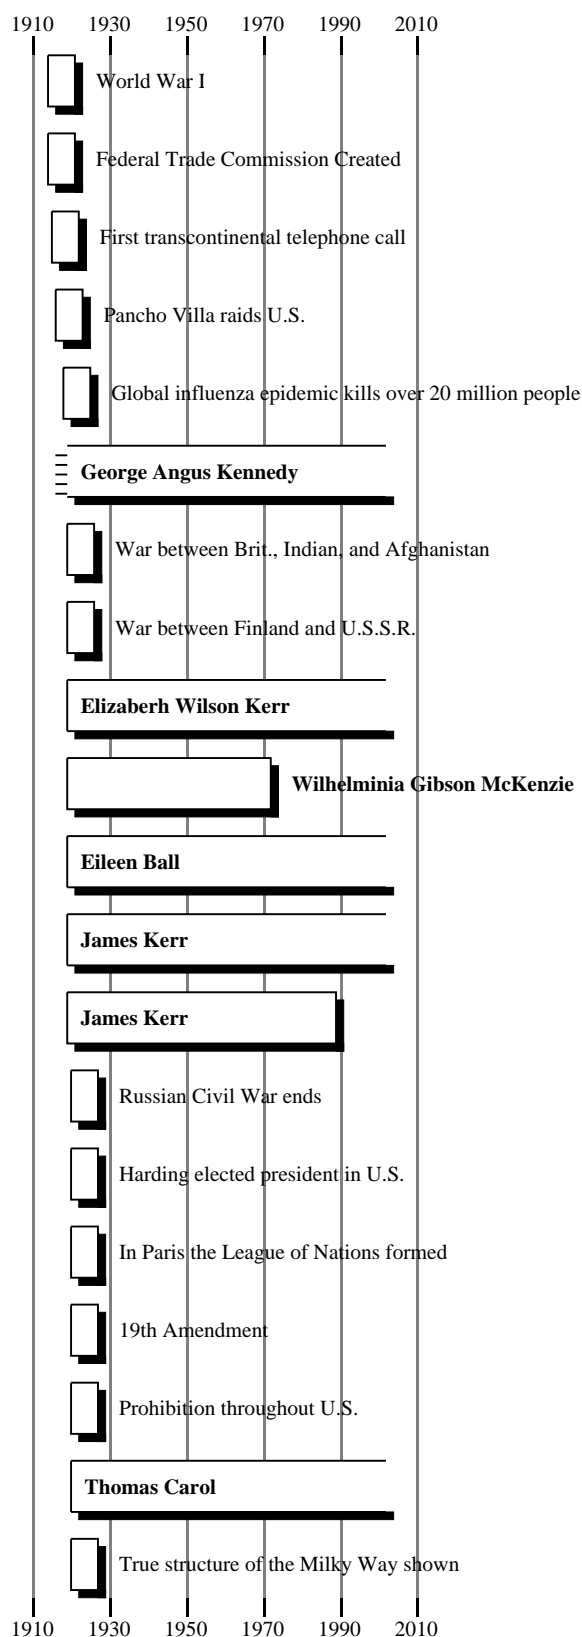 1910 1930 1950 1970 1990 2010
World War I
Federal Trade Commission Created
First transcontinental telephone call
Pancho Villa raids U.S.
Global influenza epidemic kills over 20 million people
George Angus Kennedy
War between Brit., Indian, and Afghanistan
War between Finland and U.S.S.R.
Elizaberh Wilson Kerr
Wilhelminia Gibson McKenzie
Eileen Ball
James Kerr
James Kerr
Russian Civil War ends
Harding elected president in U.S.
In Paris the League of Nations formed
19th Amendment
Prohibition throughout U.S.
Thomas Carol
True structure of the Milky Way shown
1910 1930 1950 1970 1990 2010